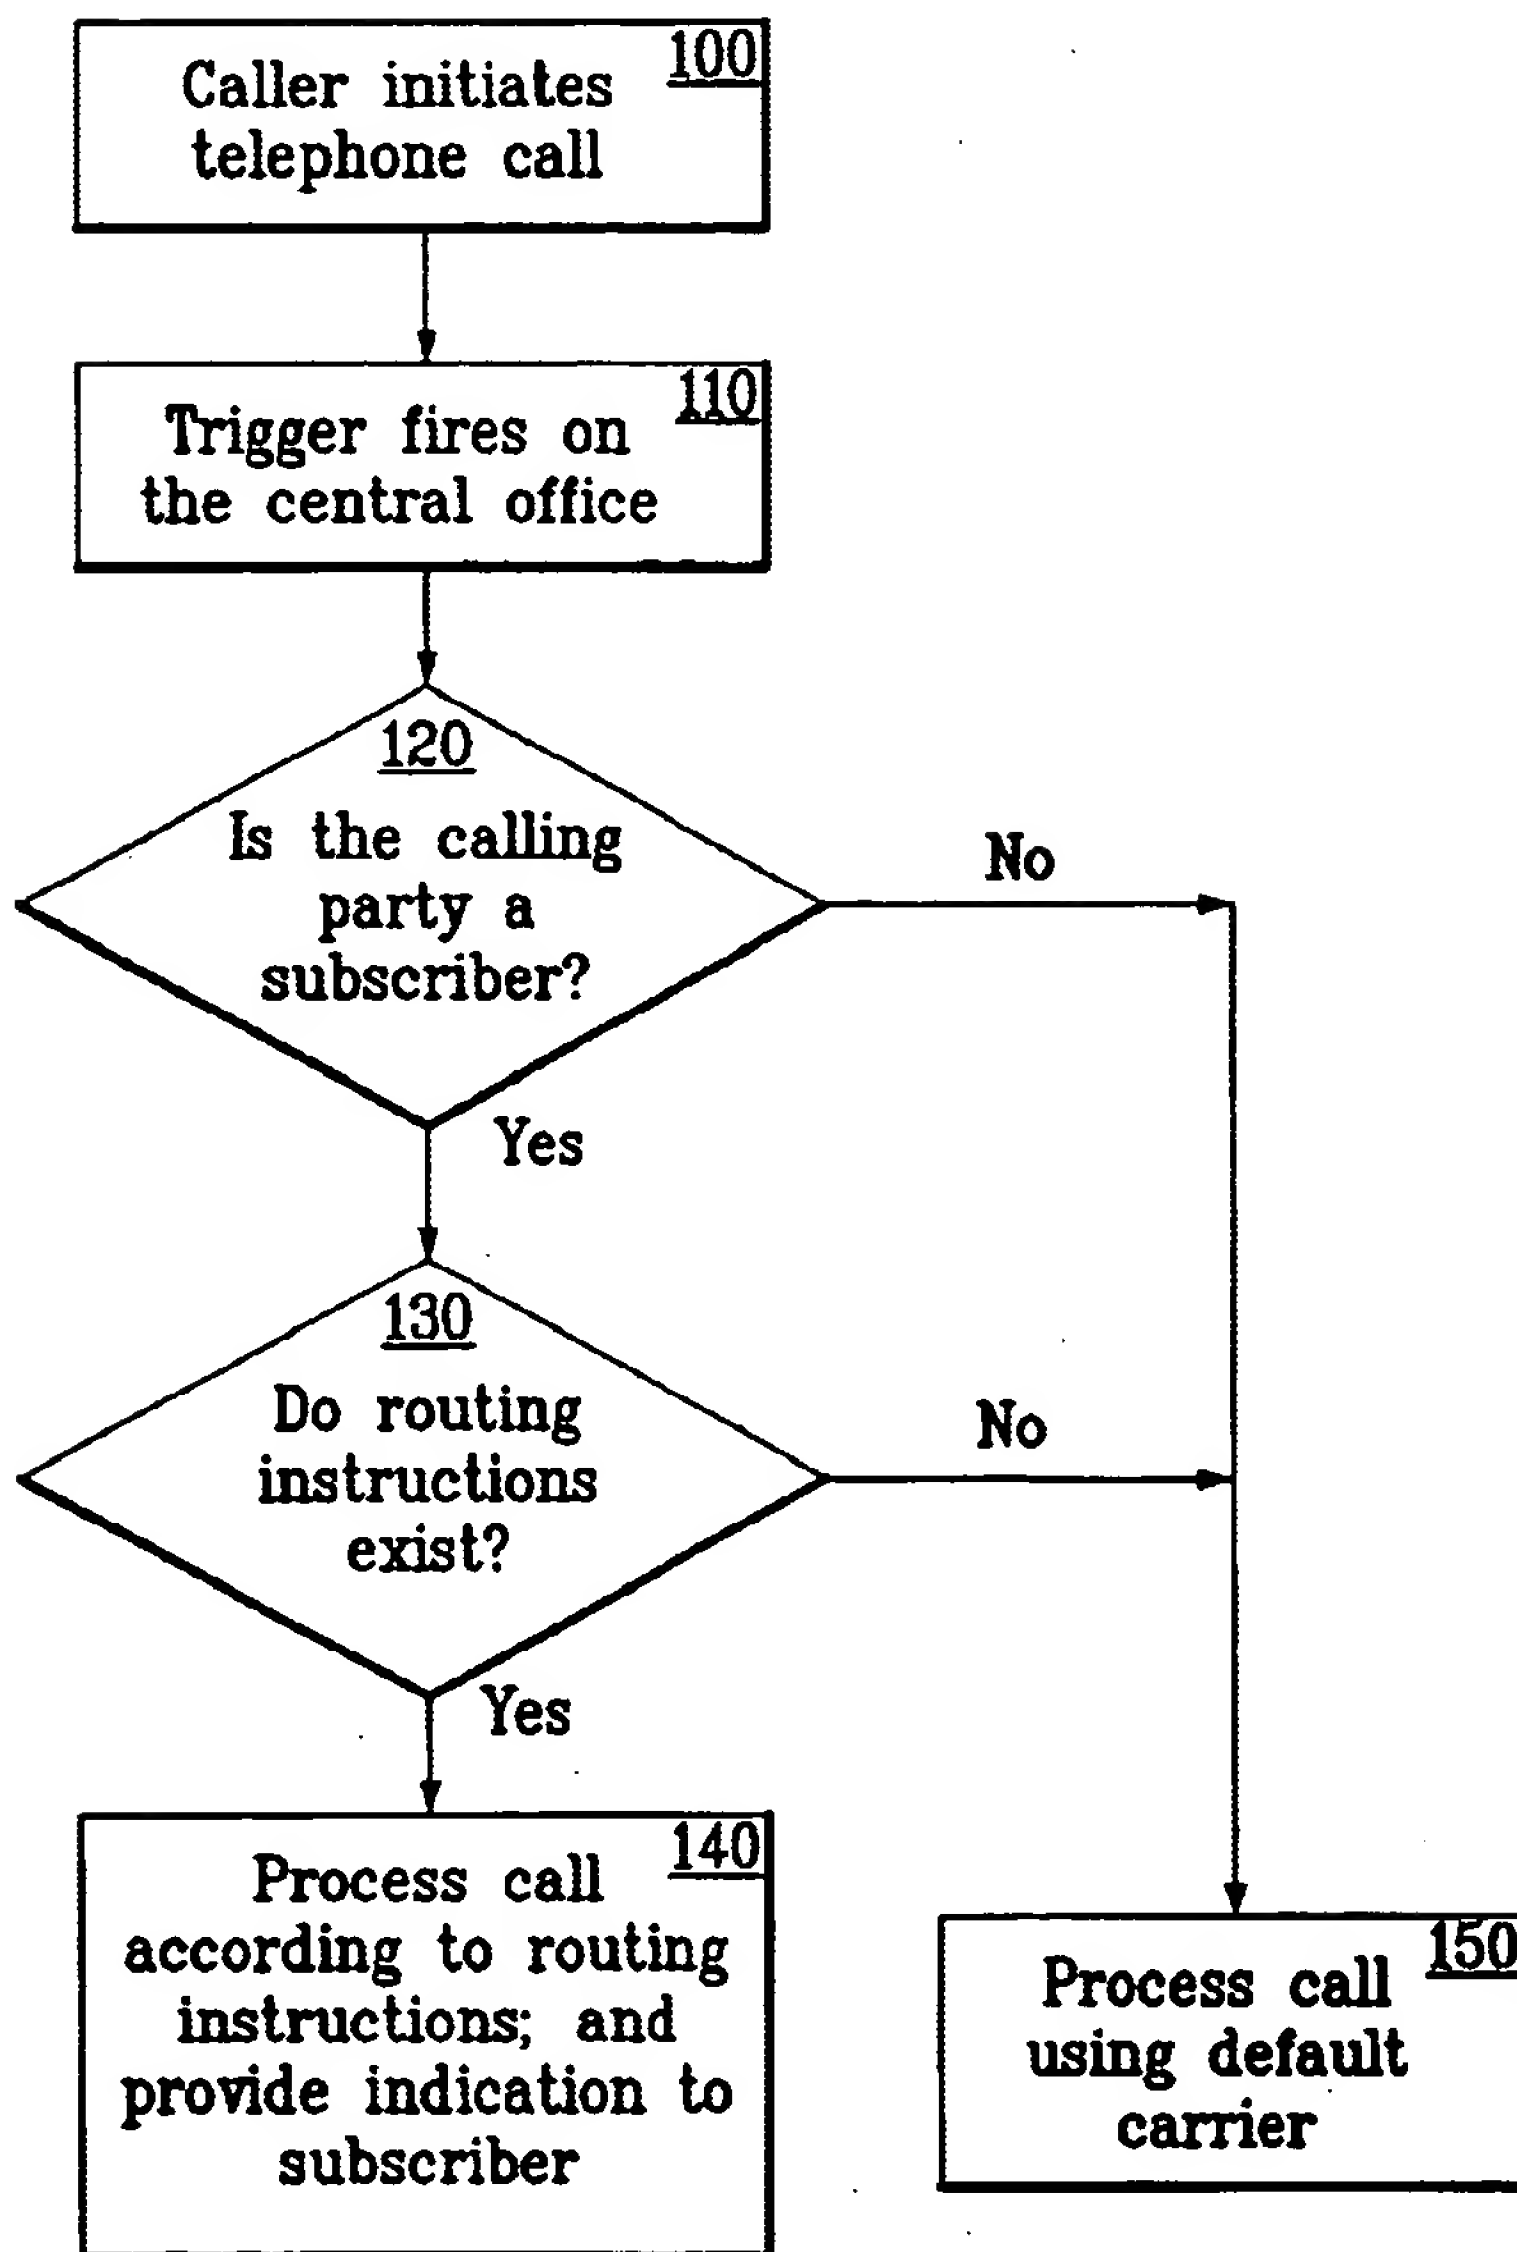 100
Caller initiates
telephone call
110
Trigger fires on
the central office
120
Is the calling
party a
subscriber?
No
Yes
130
Do routing
instructions
exist?
No
Yes
140
Process call
according to routing
instructions; and
provide indication to
subscriber
150
Process call
using default
carrier